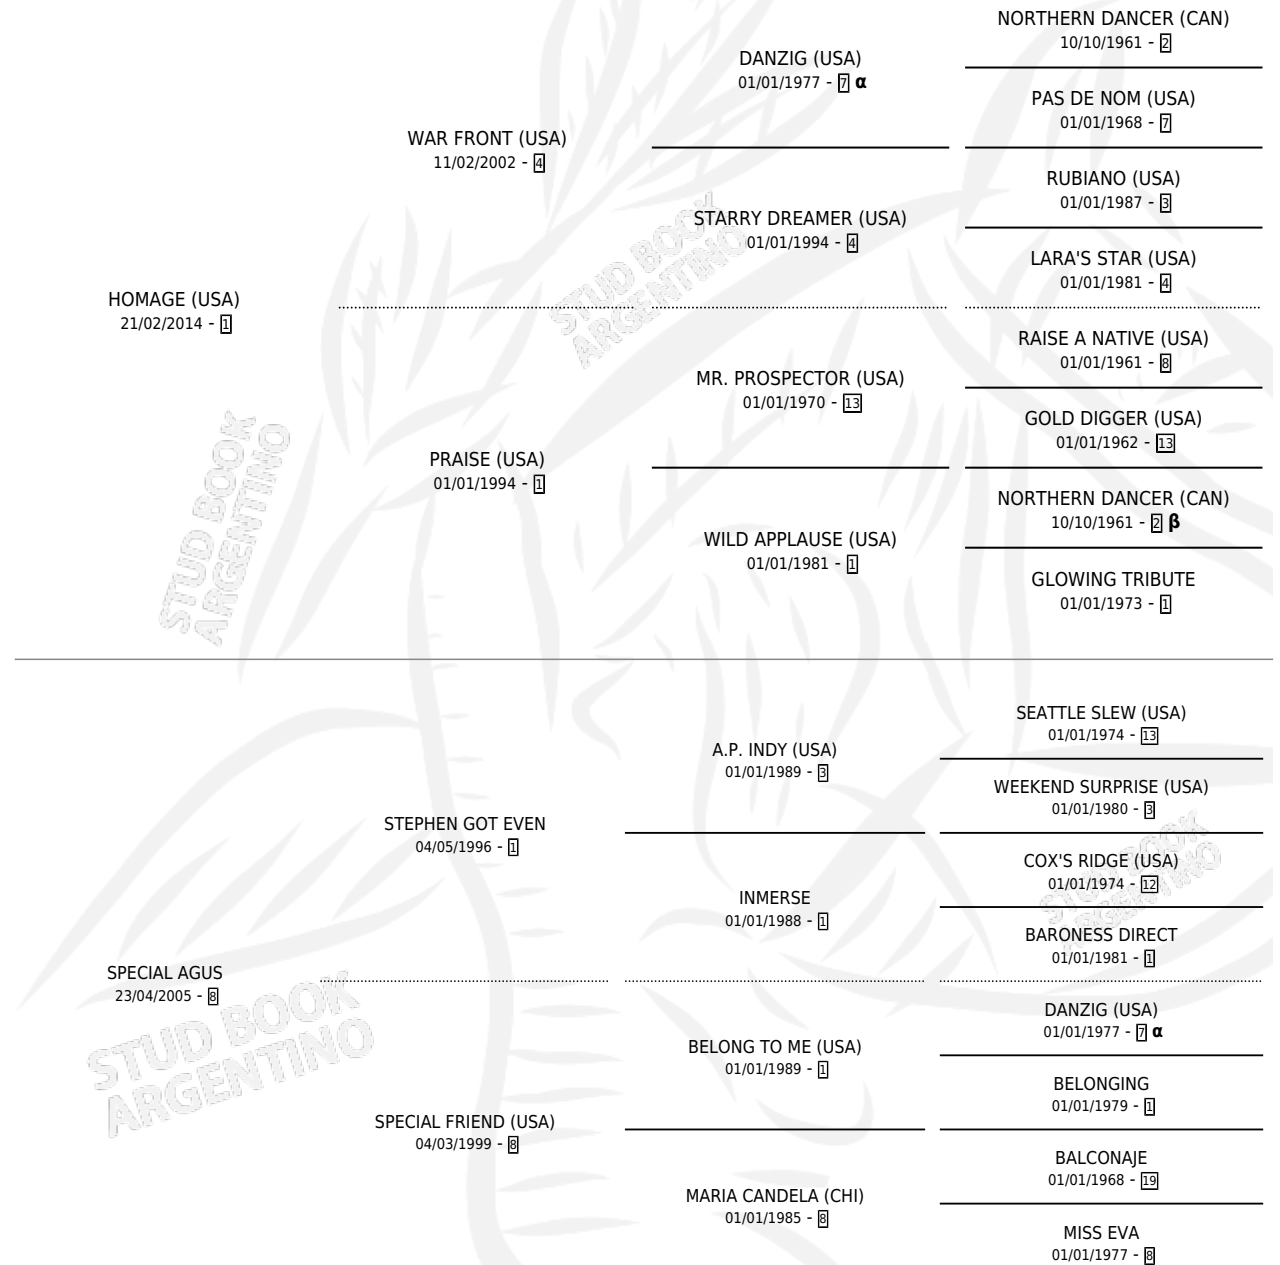 NORTHERN DANCER (CAN)
10/10/1961 - 2
DANZIG (USA)
01/01/1977 - 7 α
PAS DE NOM (USA)
01/01/1968 - 7
WAR FRONT (USA)
11/02/2002 - 4
RUBIANO (USA)
01/01/1987 - 3
STARRY DREAMER (USA)
01/01/1994 - 4
LARA'S STAR (USA)
01/01/1981 - 4
HOMAGE (USA)
21/02/2014 - 1
RAISE A NATIVE (USA)
01/01/1961 - 8
MR. PROSPECTOR (USA)
01/01/1970 - 13
GOLD DIGGER (USA)
01/01/1962 - 13
PRAISE (USA)
01/01/1994 - 1
NORTHERN DANCER (CAN)
10/10/1961 - 2 β
WILD APPLAUSE (USA)
01/01/1981 - 1
GLOWING TRIBUTE
01/01/1973 - 1
SEATTLE SLEW (USA)
01/01/1974 - 13
A.P. INDY (USA)
01/01/1989 - 3
WEEKEND SURPRISE (USA)
01/01/1980 - 3
STEPHEN GOT EVEN
04/05/1996 - 1
COX'S RIDGE (USA)
01/01/1974 - 12
INMERSE
01/01/1988 - 1
BARONESS DIRECT
01/01/1981 - 1
SPECIAL AGUS
23/04/2005 - 8
DANZIG (USA)
01/01/1977 - 7 α
BELONG TO ME (USA)
01/01/1989 - 1
BELONGING
01/01/1979 - 1
SPECIAL FRIEND (USA)
04/03/1999 - 8
BALCONAJE
01/01/1968 - 19
MARIA CANDELA (CHI)
01/01/1985 - 8
MISS EVA
01/01/1977 - 8
STUD BOOK
ARGENTINO
STUD BOOK
ARGENTINO
STUD BOOK
ARGENTINO
STUD BOOK
ARGENTINO